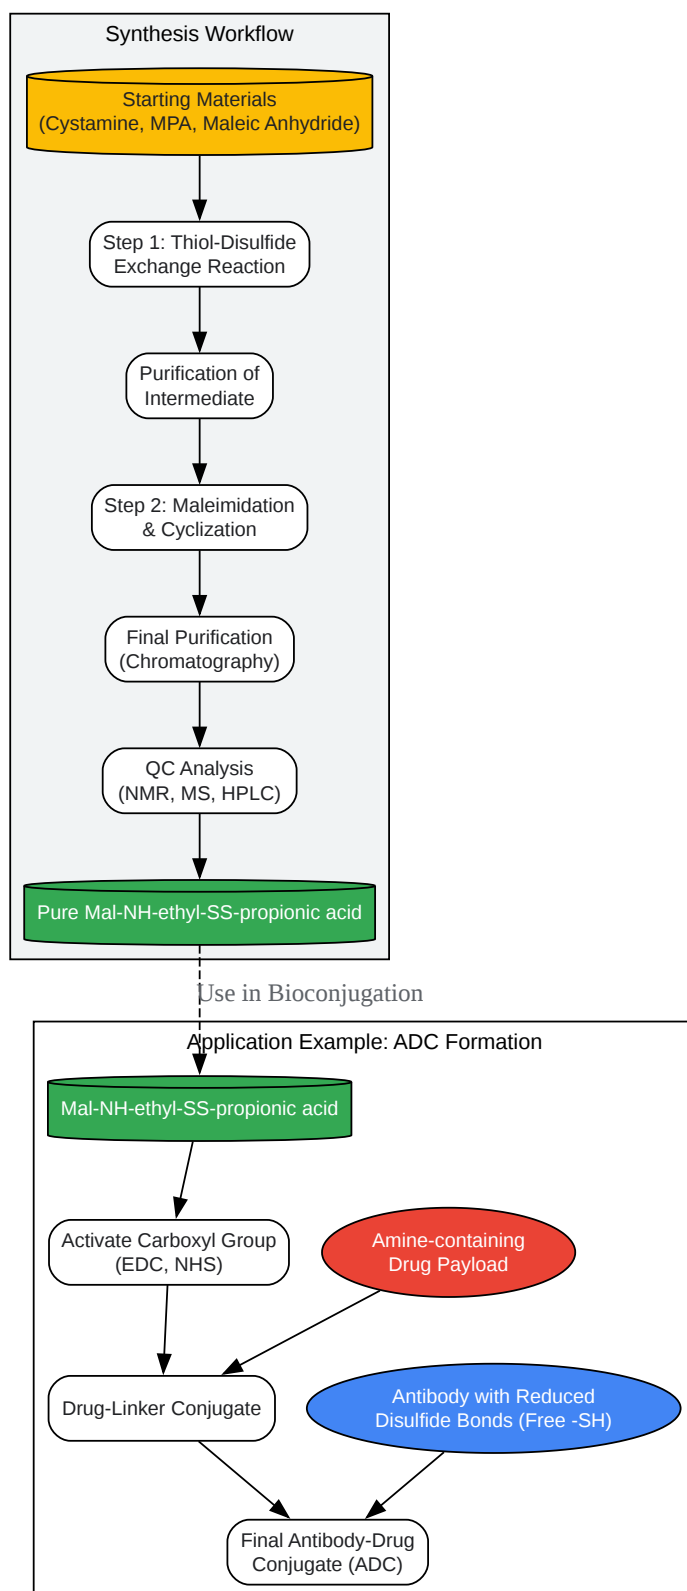 Synthesis Workflow
Starting Materials
(Cystamine, MPA, Maleic Anhydride)
Step 1: Thiol-Disulfide
Exchange Reaction
Purification of
Intermediate
Step 2: Maleimidation
& Cyclization
Final Purification
(Chromatography)
QC Analysis
(NMR, MS, HPLC)
Pure Mal-NH-ethyl-SS-propionic acid
Use in Bioconjugation
Application Example: ADC Formation
Mal-NH-ethyl-SS-propionic acid
Activate Carboxyl Group
(EDC, NHS)
Amine-containing
Drug Payload
Drug-Linker Conjugate
Antibody with Reduced
Disulfide Bonds (Free -SH)
Final Antibody-Drug
Conjugate (ADC)